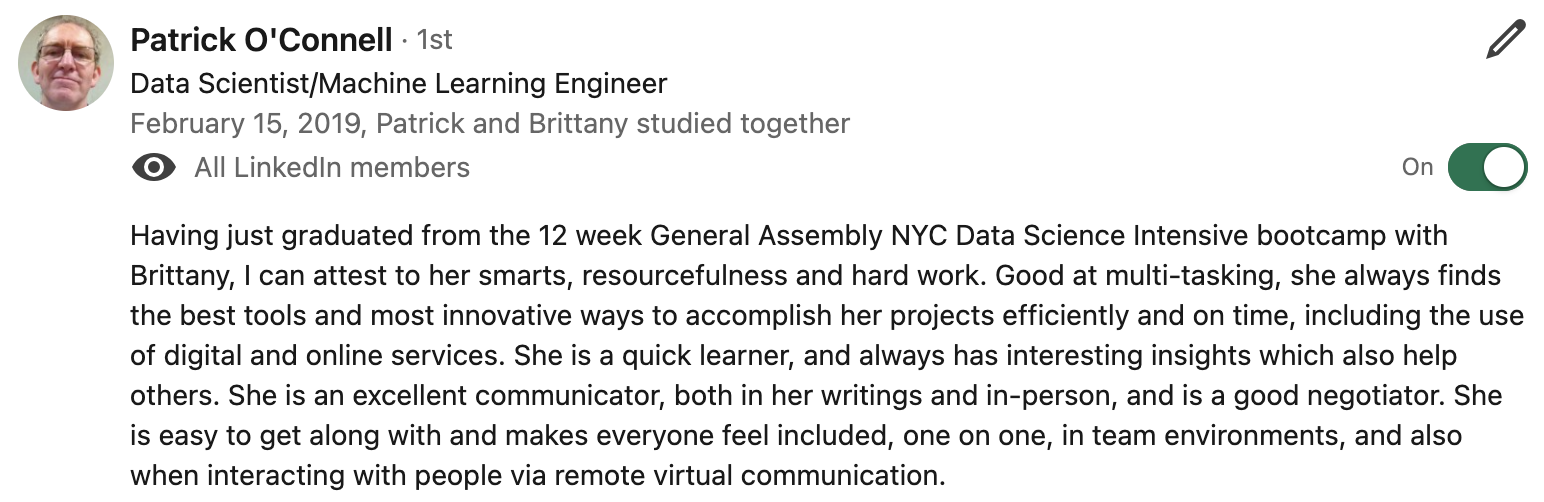 Patrick O'Connell · 1st
Data Scientist/Machine Learning Engineer
February 15, 2019, Patrick and Brittany studied together
All LinkedIn members
On
Having just graduated from the 12 week General Assembly NYC Data Science Intensive bootcamp with
Brittany, I can attest to her smarts, resourcefulness and hard work. Good at multi-tasking, she always finds
the best tools and most innovative ways to accomplish her projects efficiently and on time, including the use
of digital and online services. She is a quick learner, and always has interesting insights which also help
others. She is an excellent communicator, both in her writings and in-person, and is a good negotiator. She
is easy to get along with and makes everyone feel included, one on one, in team environments, and also
when interacting with people via remote virtual communication.